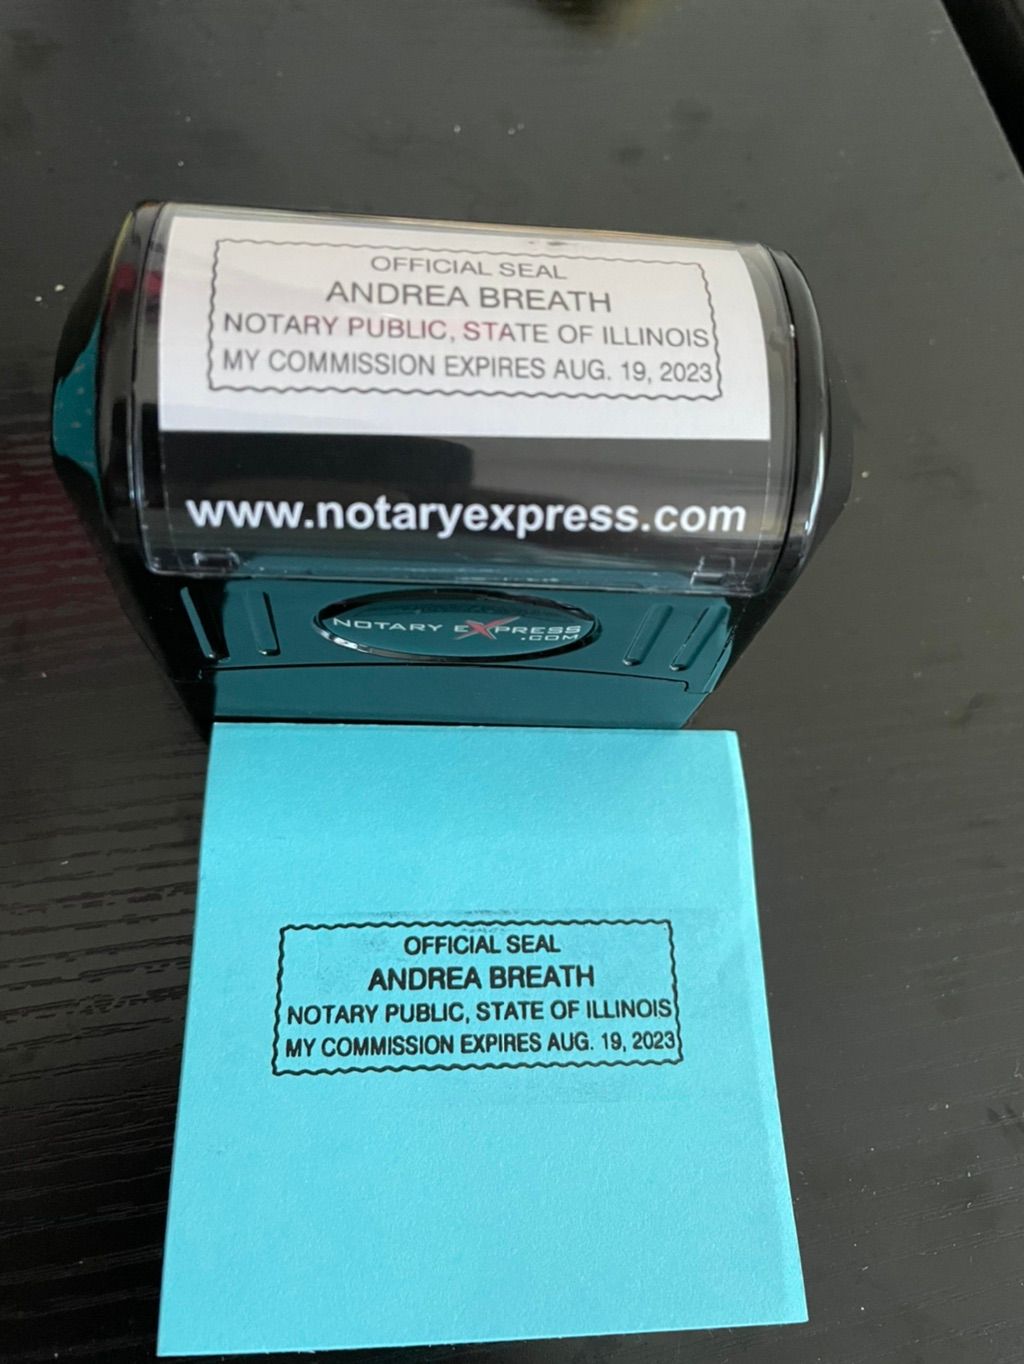 OFFICIAL SEAL
ANDREA BREATH
NOTARY PUBLIC, STATE OF ILLINOIS
MY COMMISSION EXPIRES AUG. 19, 2023
www.notaryexpress.com
NOTARY EXPRESS
.COM
OFFICIAL SEAL
ANDREA BREATH
NOTARY PUBLIC, STATE OF ILLINOIS
MY COMMISSION EXPIRES AUG. 19, 2023